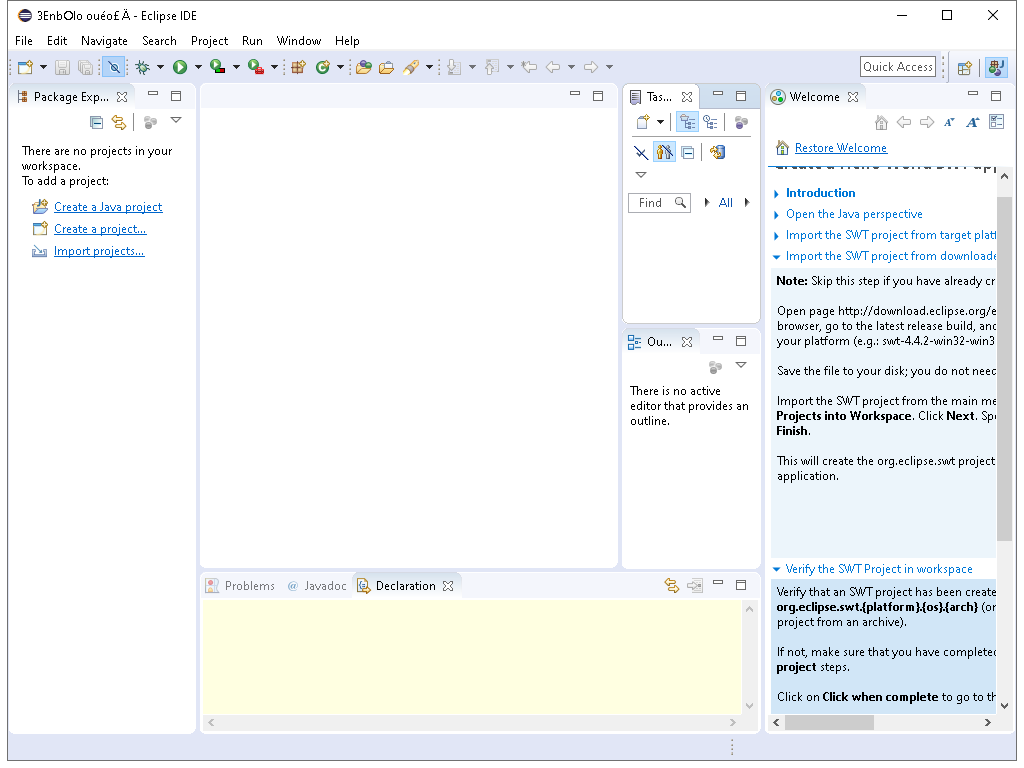 3EnbOlo ouéo£Ä - Eclipse IDE
File Edit Navigate Search Project Run Window Help
Quick Access
Package Exp...
There are no projects in your
workspace.
To add a project:
Create a Java project
Create a project...
Import projects...
Tas...
Find
All
Ou...
There is no active
editor that provides an
outline.
Problems
@ Javadoc
Declaration
Welcome
Restore Welcome
Create a Hello World SWT app
Introduction
Open the Java perspective
Import the SWT project from target platf
Import the SWT project from downloade
Note: Skip this step if you have already cr
Open page http://download.eclipse.org/e
browser, go to the latest release build, and
your platform (e.g.: swt-4.4.2-win32-win3
Save the file to your disk; you do not need
Import the SWT project from the main me
Projects into Workspace. Click Next. Spe
Finish.
This will create the org.eclipse.swt project
application.
Verify the SWT Project in workspace
Verify that an SWT project has been create
org.eclipse.swt.{platform}.{os}.{arch} (or
project from an archive).
If not, make sure that you have completed
project steps.
Click on Click when complete to go to th